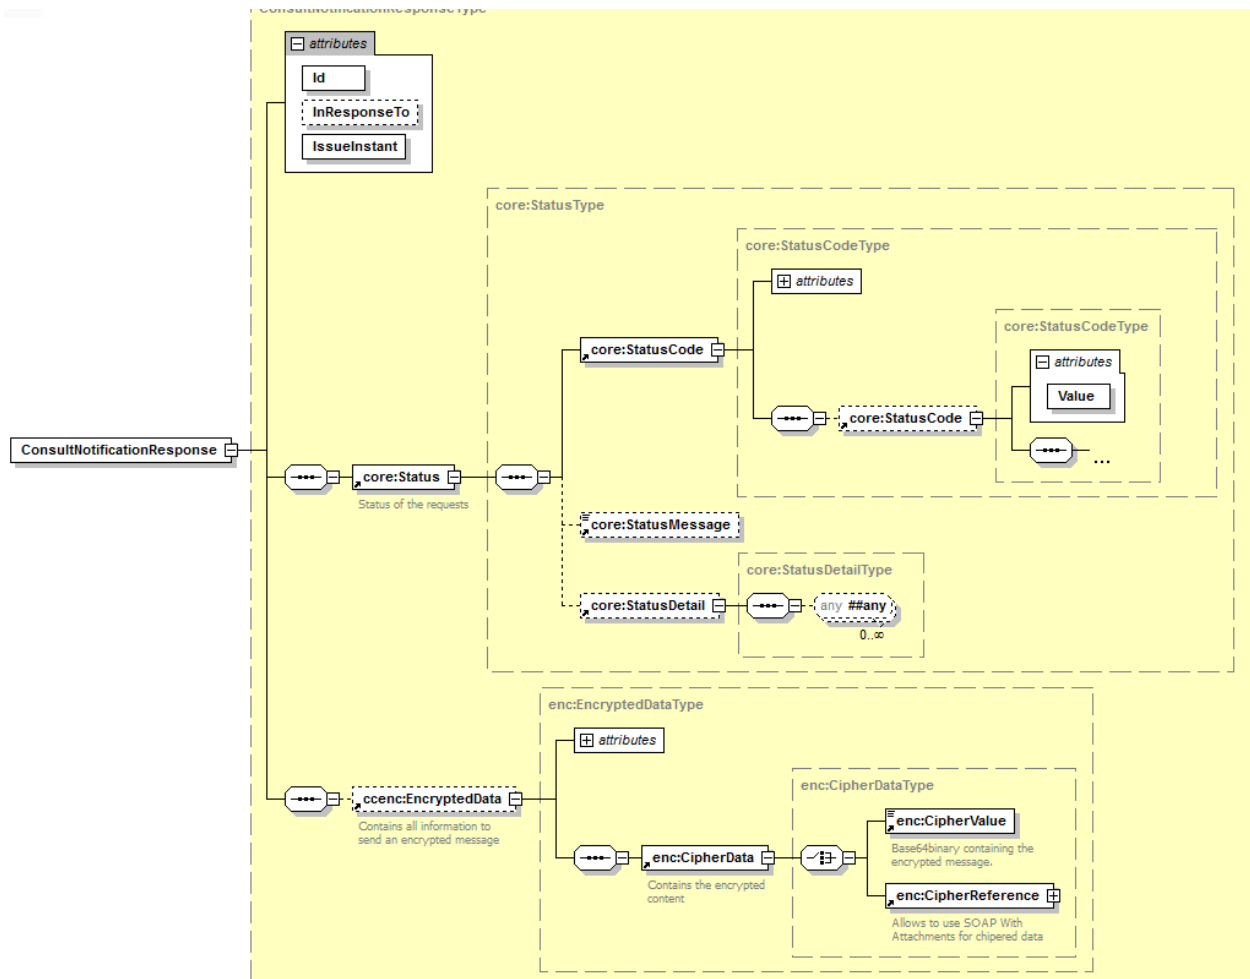 ConsultNotificationResponseType
attributes
Id
InResponseTo
IssueInstant
core:StatusType
core:StatusCodeType
attributes
core:StatusCodeType
core:StatusCode
attributes
Value
core:StatusCode
...
ConsultNotificationResponse
core:Status
Status of the requests
core:StatusMessage
core:StatusDetailType
core:StatusDetail
any ##any
0..∞
enc:EncryptedDataType
attributes
enc:CipherDataType
ccenc:EncryptedData
Contains all information to
send an encrypted message
enc:CipherValue
Base64binary containing the
encrypted message.
enc:CipherData
Contains the encrypted
content
enc:CipherReference
Allows to use SOAP With
Attachments for chipered data